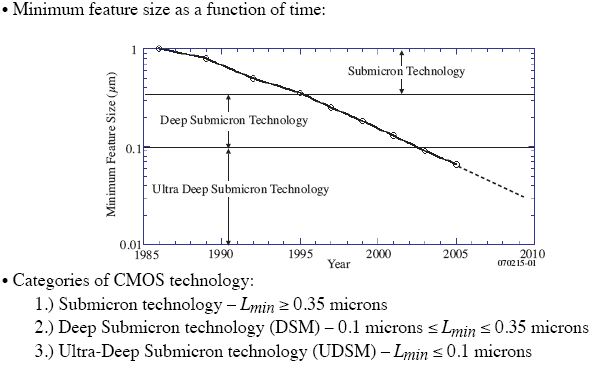 • Minimum feature size as a function of time:
1
Submicron Technology
Deep Submicron Technology
0.1
Ultra Deep Submicron Technology
0.01
Minimum Feature Size (μm)
1985 1990 1995 2000 2005 2010
Year
070215-01
• Categories of CMOS technology:
1.) Submicron technology – Lmin ≥ 0.35 microns
2.) Deep Submicron technology (DSM) – 0.1 microns ≤ Lmin ≤ 0.35 microns
3.) Ultra-Deep Submicron technology (UDSM) – Lmin ≤ 0.1 microns